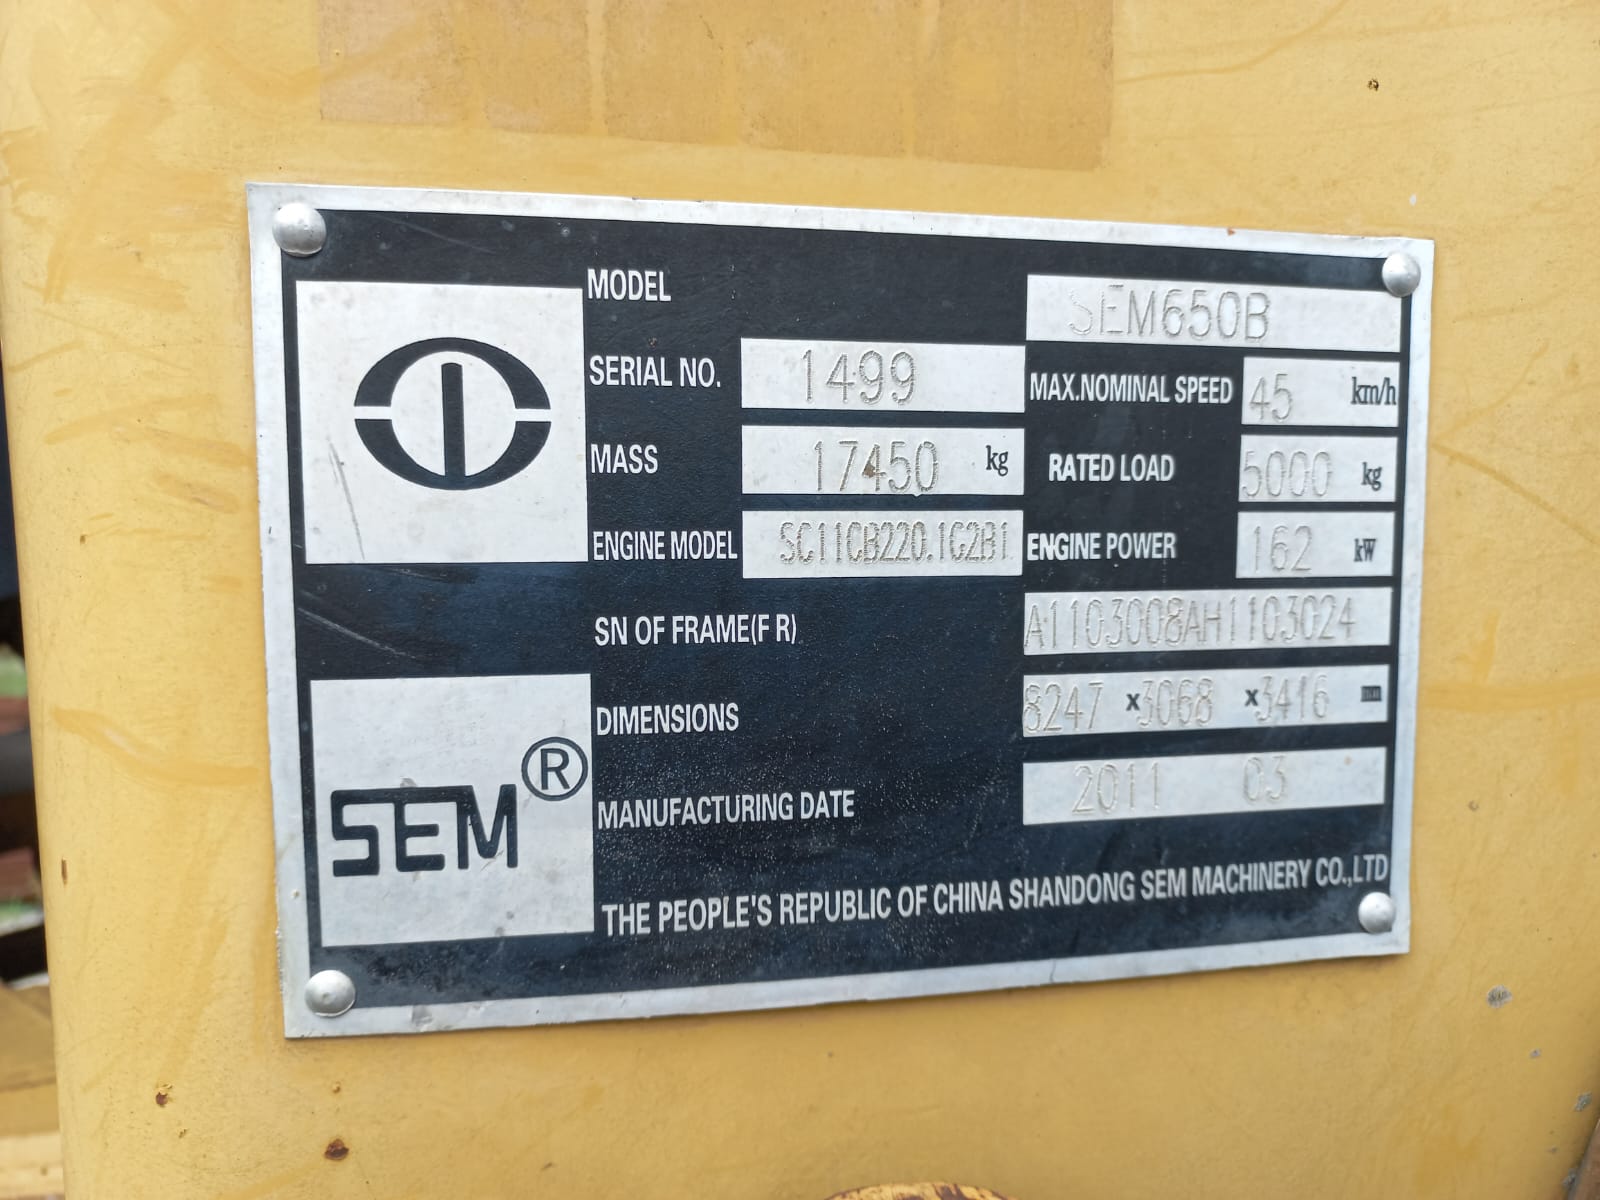 MODEL SEM650B
SERIAL NO. 1499 MAX.NOMINAL SPEED 45 km/h
MASS 17450 kg RATED LOAD 5000 kg
ENGINE MODEL SC11CB220.1G2B1 ENGINE POWER 162 kW
SN OF FRAME(F R) A1103008AH1103024
DIMENSIONS 8247 x3068 x3416 mm
SEM®
MANUFACTURING DATE 2011 03
THE PEOPLE'S REPUBLIC OF CHINA SHANDONG SEM MACHINERY CO.,LTD